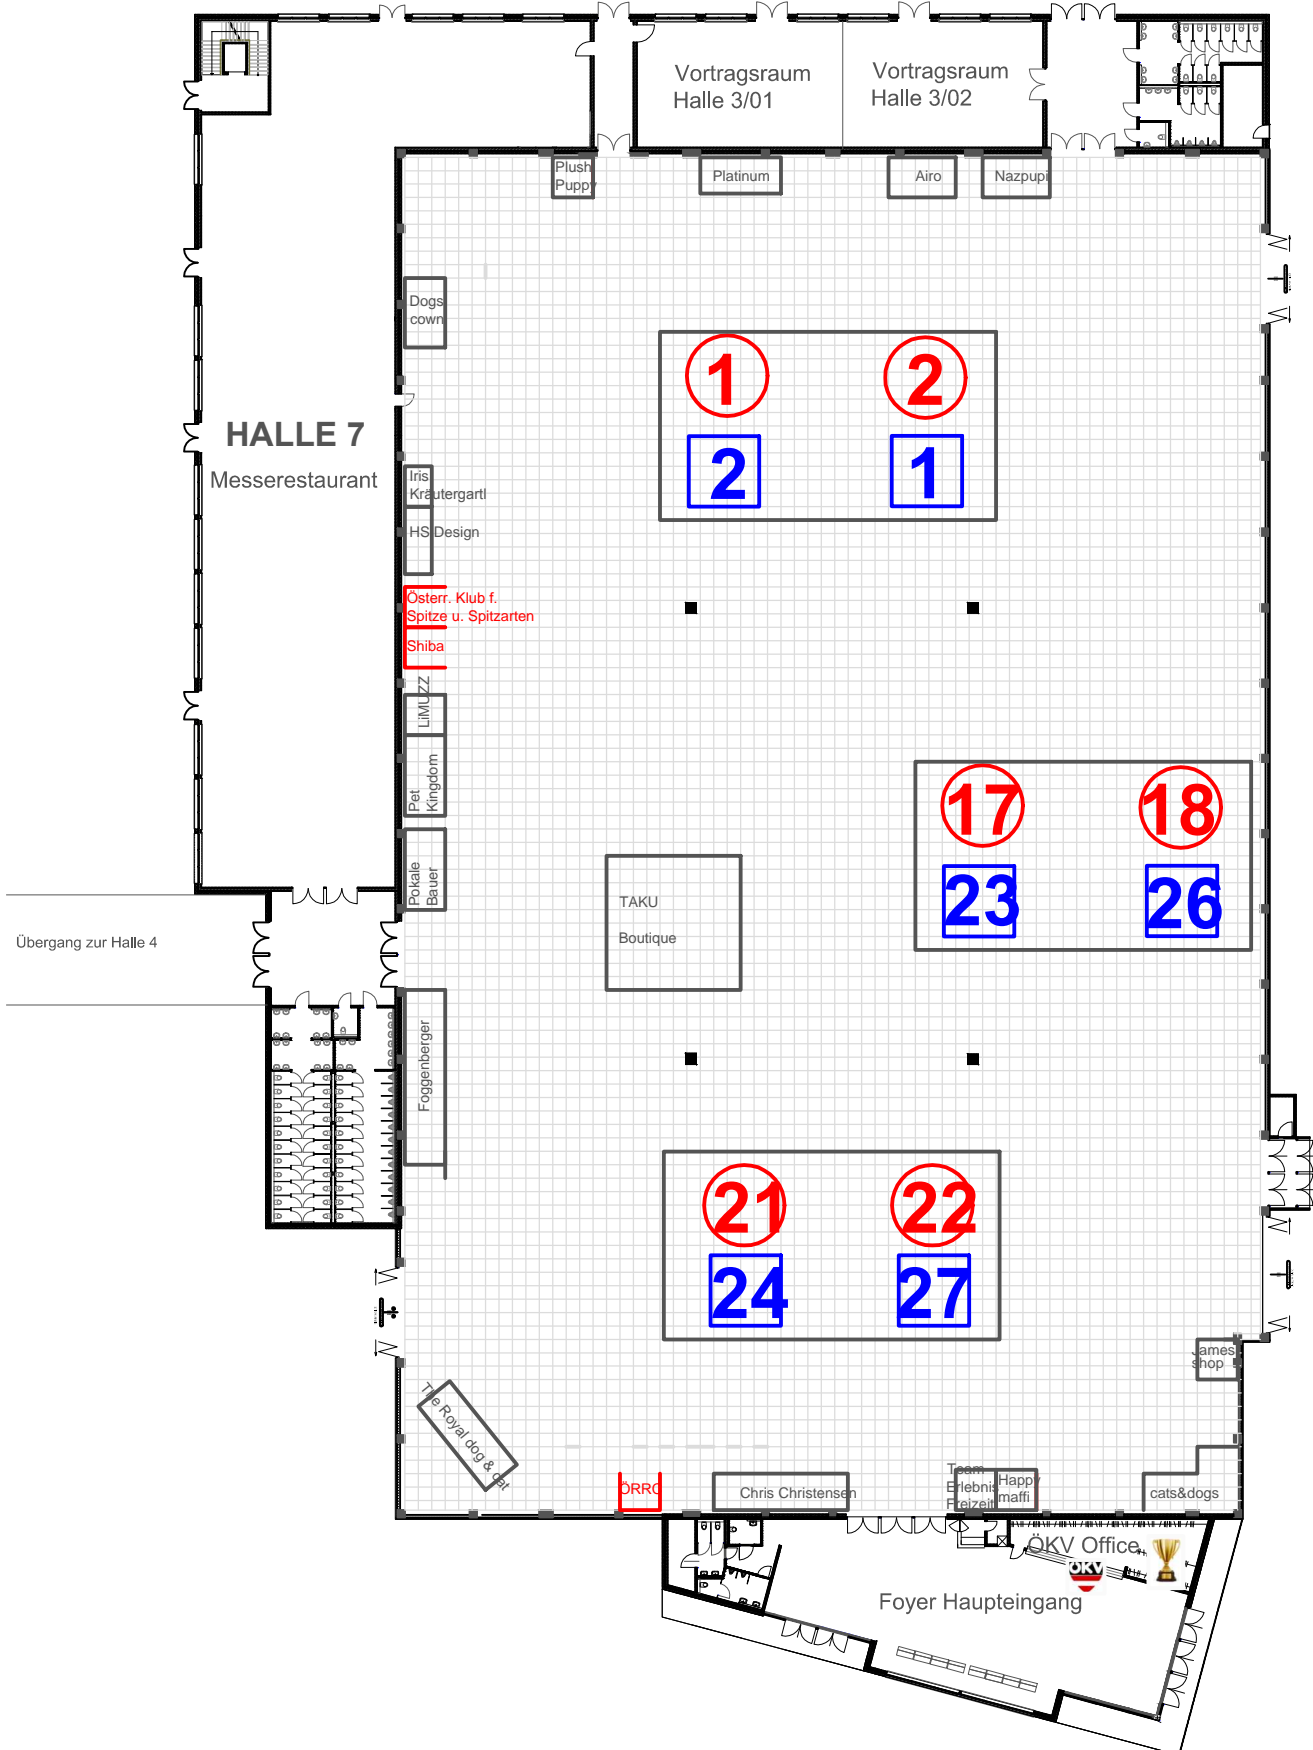 Vortragsraum
Halle 3/01
Vortragsraum
Halle 3/02
Plush
Puppy
Platinum
Airo
Nazpupi
Dogs
cown
1
2
2
1
HALLE 7
Messerestaurant
Iris
Kräutergartl
HS Design
Österr. Klub f.
Spitze u. Spitzarten
Shiba
LiMUZZ
Pet
Kingdom
17
18
23
26
Pokale
Bauer
TAKU
Boutique
Übergang zur Halle 4
Foggenberger
21
22
24
27
James
shop
The Royal dog & cat
ÖRRC
Chris Christensen
Team
Erlebnis
Freizeit
Happy
maffi
cats&dogs
ÖKV Office
ÖKV
Foyer Haupteingang